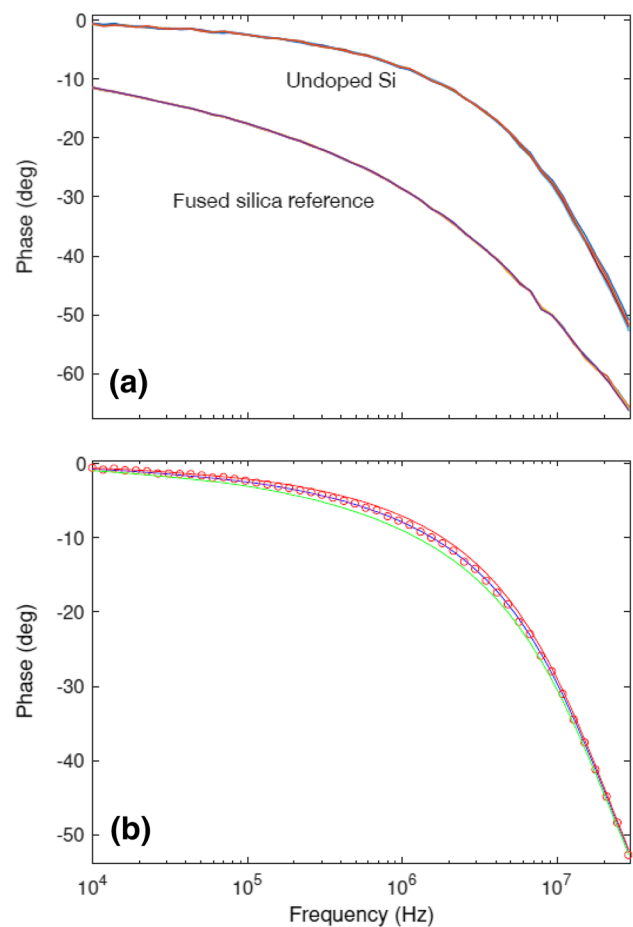 0
-10
-20
-30
-40
-50
-60
Phase (deg)
Undoped Si
Fused silica reference
(a)
0
-10
-20
-30
-40
-50
Phase (deg)
(b)
10⁴ 10⁵ 10⁶ 10⁷
Frequency (Hz)